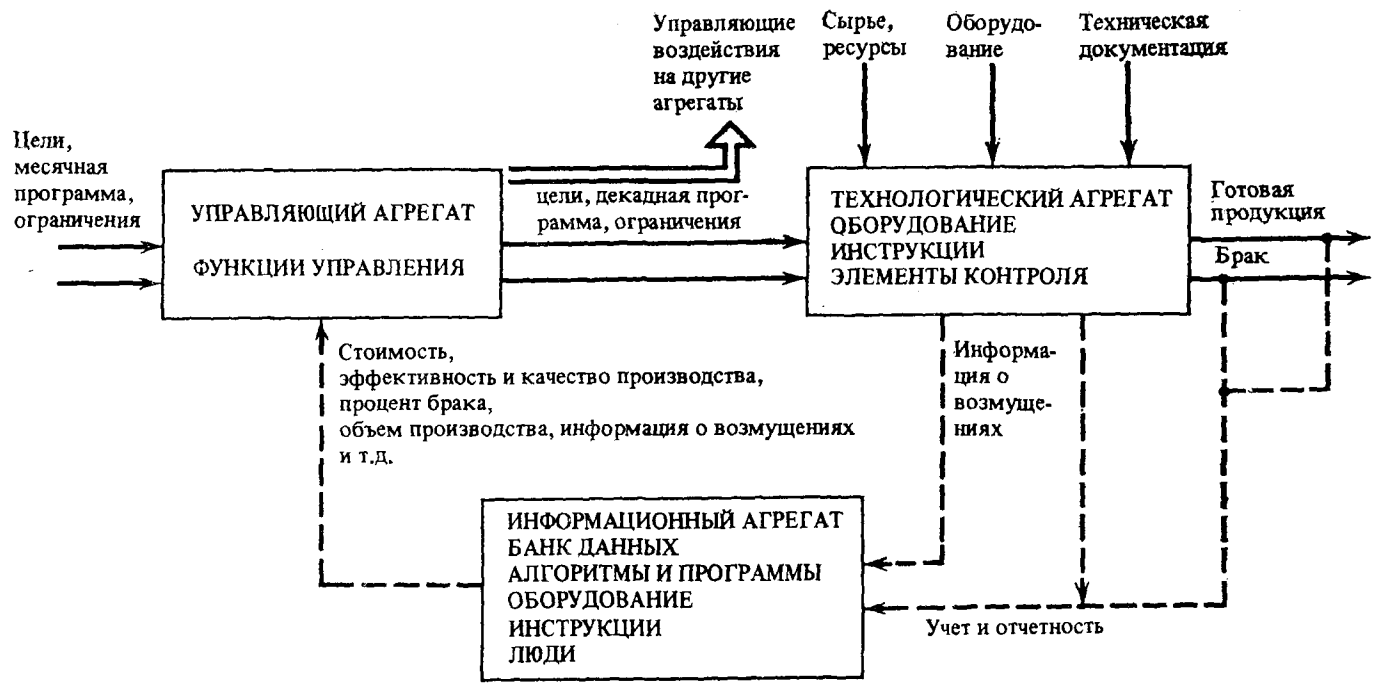 Управляющие
воздействия
на другие
агрегаты
Сырье,
ресурсы
Оборудо-
вание
Техническая
документация
Цели,
месячная
программа,
ограничения
УПРАВЛЯЮЩИЙ АГРЕГАТ
ФУНКЦИИ УПРАВЛЕНИЯ
цели, декадная прог-
рамма, ограничения
ТЕХНОЛОГИЧЕСКИЙ АГРЕГАТ
ОБОРУДОВАНИЕ
ИНСТРУКЦИИ
ЭЛЕМЕНТЫ КОНТРОЛЯ
Готовая
продукция
Брак
Стоимость,
эффективность и качество производства,
процент брака,
объем производства, информация о возмущениях
и т.д.
Информа-
ция о
возмуще-
ниях
ИНФОРМАЦИОННЫЙ АГРЕГАТ
БАНК ДАННЫХ
АЛГОРИТМЫ И ПРОГРАММЫ
ОБОРУДОВАНИЕ
ИНСТРУКЦИИ
ЛЮДИ
Учет и отчетность